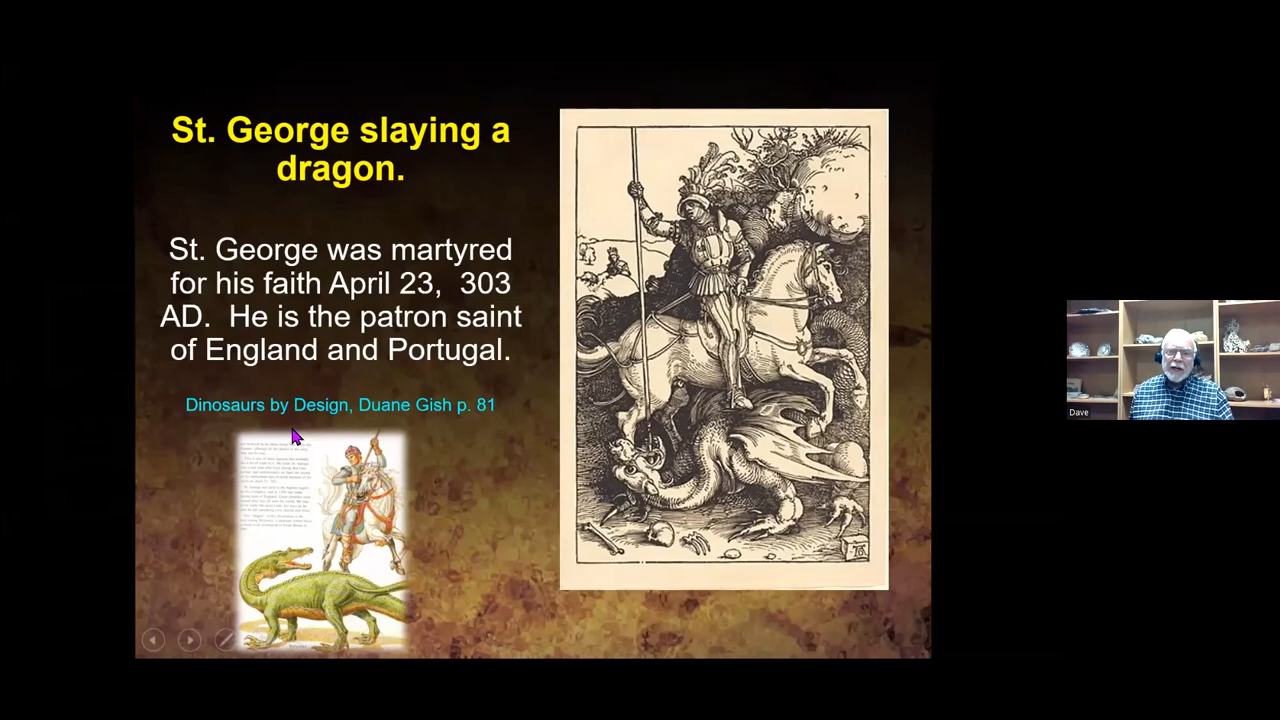 St. George slaying a
dragon.
St. George was martyred
for his faith April 23,  303
AD.  He is the patron saint
of England and Portugal.
Dinosaurs by Design, Duane Gish p. 81
Dave